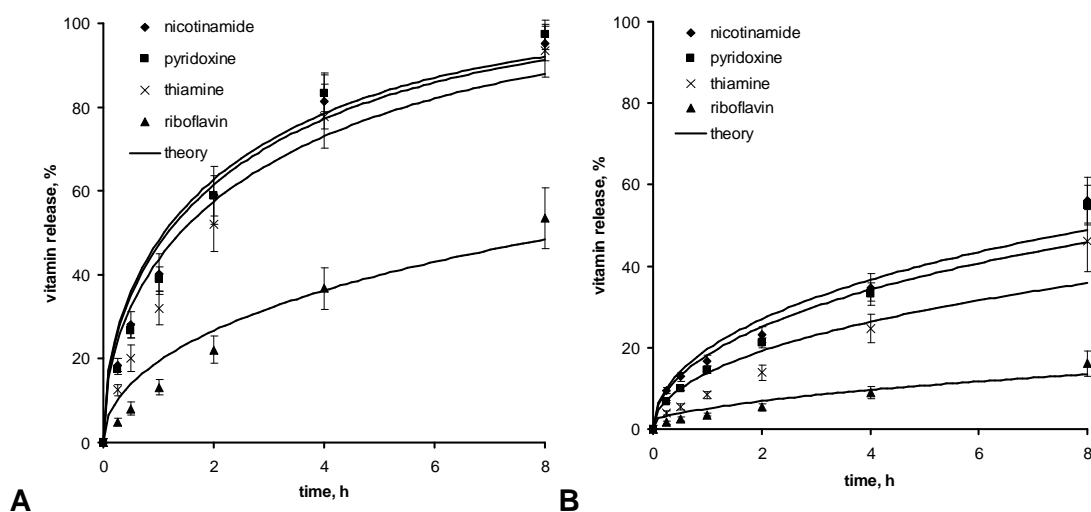 100
80
60
40
20
0
vitamin release, %
nicotinamide
pyridoxine
thiamine
riboflavin
theory
0 2 4 6 8
time, h
A
100
80
60
40
20
0
vitamin release, %
nicotinamide
pyridoxine
thiamine
riboflavin
theory
0 2 4 6 8
time, h
B